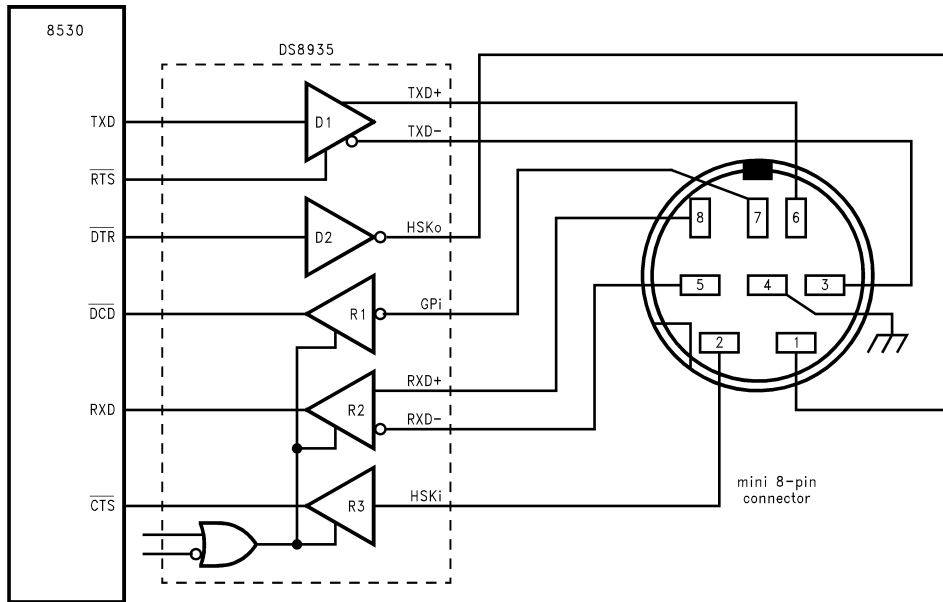 8530
DS8935
TXD
D1
TXD+
TXD-
RTS
DTR
D2
HSKo
DCD
R1
GPi
RXD
R2
RXD+
RXD-
CTS
R3
HSKi
8
7
6
5
4
3
2
1
mini 8-pin
connector